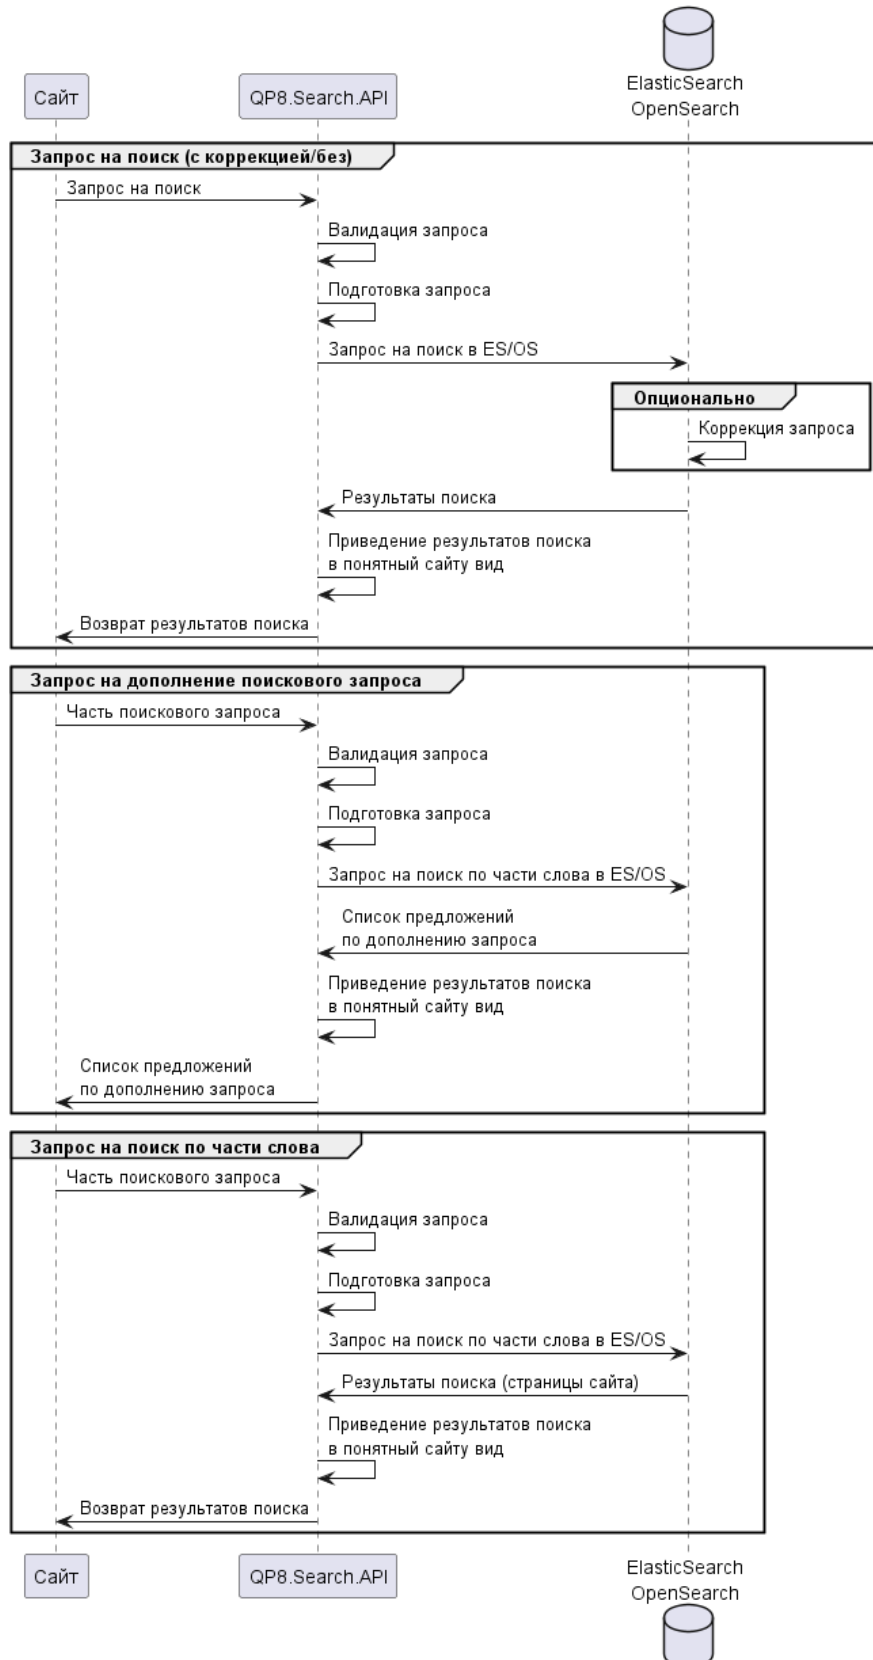 ElasticSearch
OpenSearch
Сайт
QP8.Search.API
Запрос на поиск (с коррекцией/без)
Запрос на поиск
Валидация запроса
Подготовка запроса
Запрос на поиск в ES/OS
Опционально
Коррекция запроса
Результаты поиска
Приведение результатов поиска
в понятный сайту вид
Возврат результатов поиска
Запрос на дополнение поискового запроса
Часть поискового запроса
Валидация запроса
Подготовка запроса
Запрос на поиск по части слова в ES/OS
Список предложений
по дополнению запроса
Приведение результатов поиска
в понятный сайту вид
Список предложений
по дополнению запроса
Запрос на поиск по части слова
Часть поискового запроса
Валидация запроса
Подготовка запроса
Запрос на поиск по части слова в ES/OS
Результаты поиска (страницы сайта)
Приведение результатов поиска
в понятный сайту вид
Возврат результатов поиска
Сайт
QP8.Search.API
ElasticSearch
OpenSearch